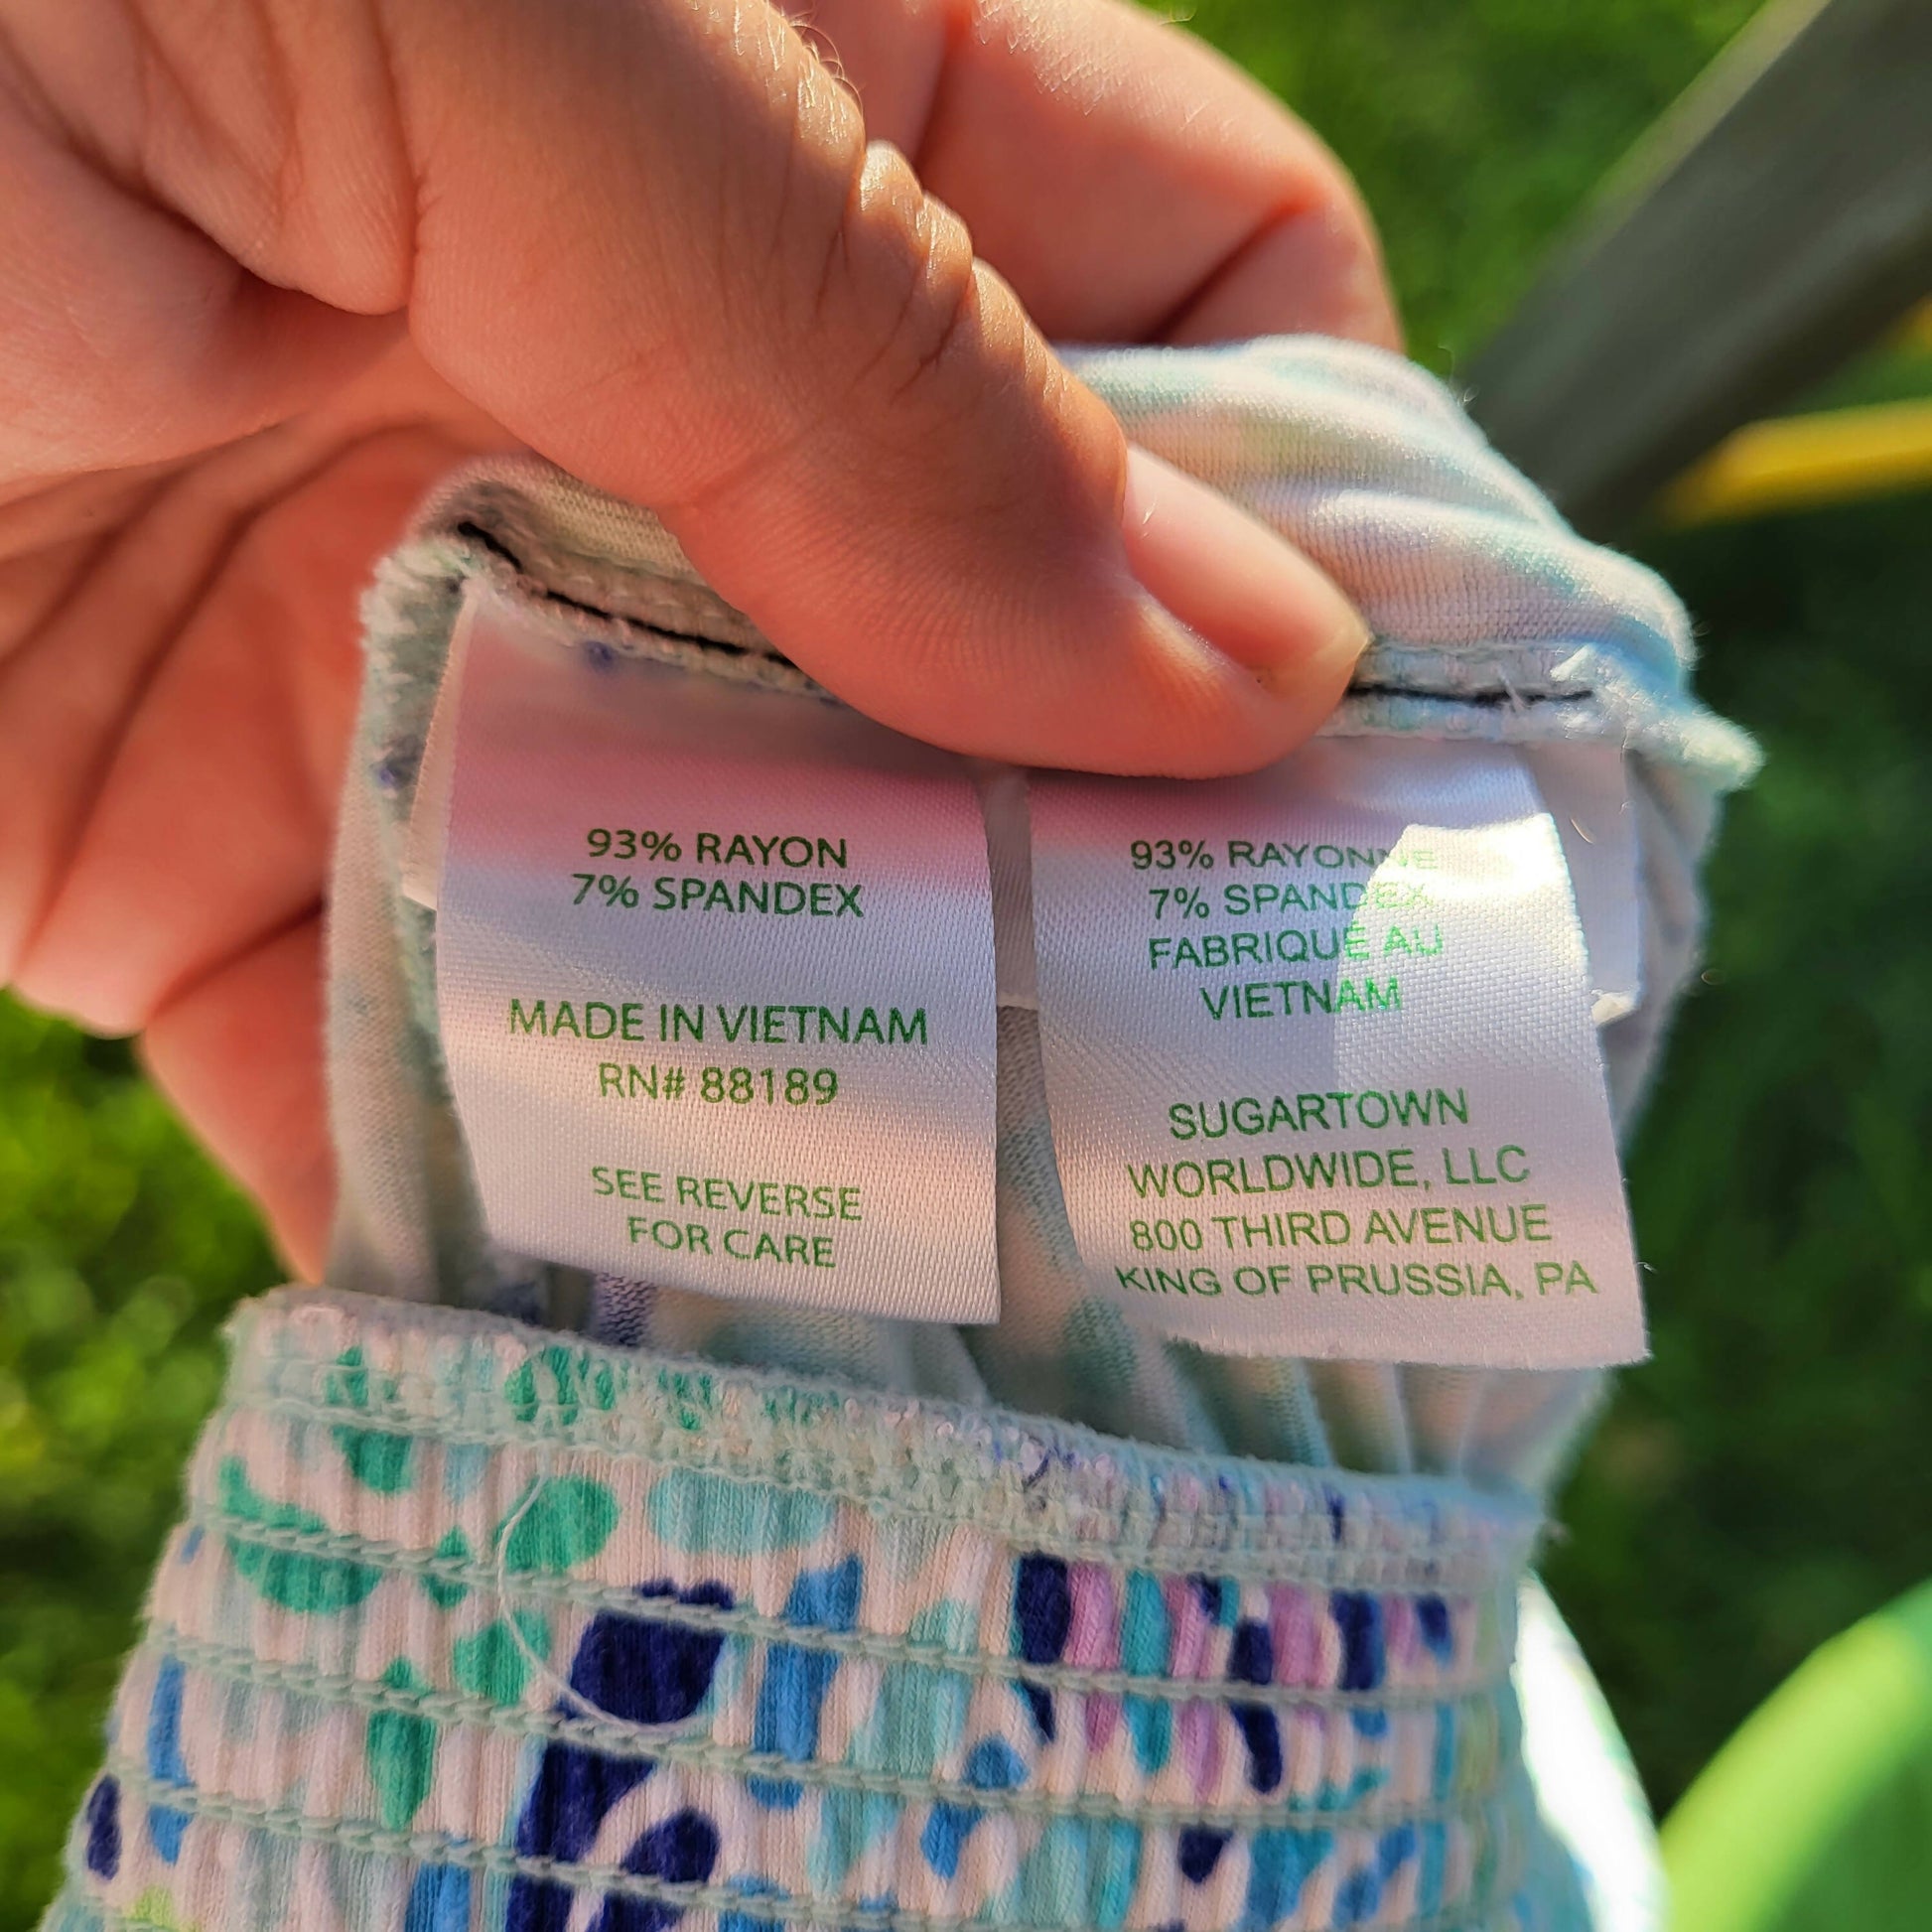 93% RAYON
7% SPANDEX
MADE IN VIETNAM
RN# 88189
SEE REVERSE
FOR CARE
93% RAYONNE
7% SPANDEX
FABRIQUE AU
VIETNAM
SUGARTOWN
WORLDWIDE, LLC
800 THIRD AVENUE
KING OF PRUSSIA, PA